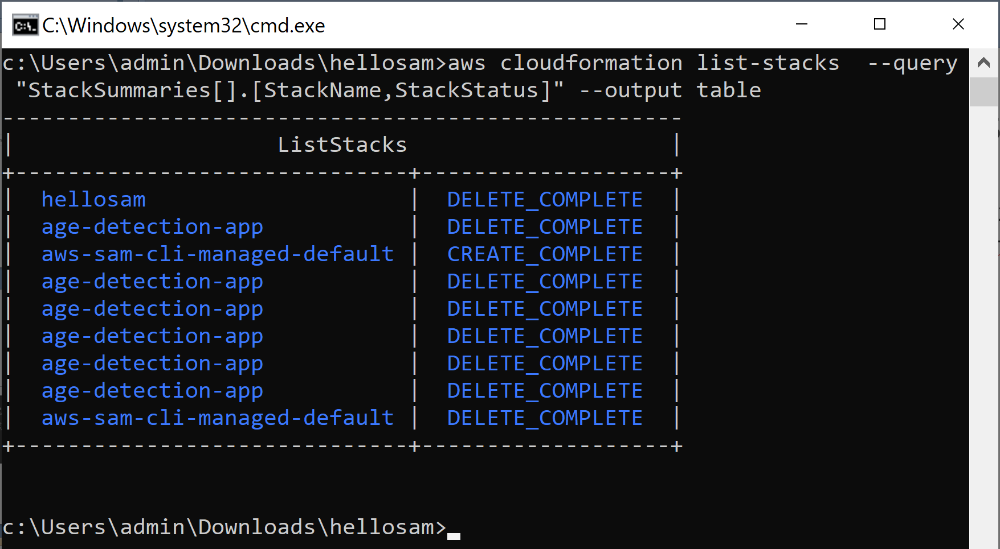 C:\Windows\system32\cmd.exe
c:\Users\admin\Downloads\hellosam>aws cloudformation list-stacks  --query
 "StackSummaries[].[StackName,StackStatus]" --output table
----------------------------------------------------
|                    ListStacks                    |
+------------------------------+-------------------+
|  hellosam                    |  DELETE_COMPLETE  |
|  age-detection-app           |  DELETE_COMPLETE  |
|  aws-sam-cli-managed-default |  CREATE_COMPLETE  |
|  age-detection-app           |  DELETE_COMPLETE  |
|  age-detection-app           |  DELETE_COMPLETE  |
|  age-detection-app           |  DELETE_COMPLETE  |
|  age-detection-app           |  DELETE_COMPLETE  |
|  age-detection-app           |  DELETE_COMPLETE  |
|  aws-sam-cli-managed-default |  DELETE_COMPLETE  |
+------------------------------+-------------------+
c:\Users\admin\Downloads\hellosam>